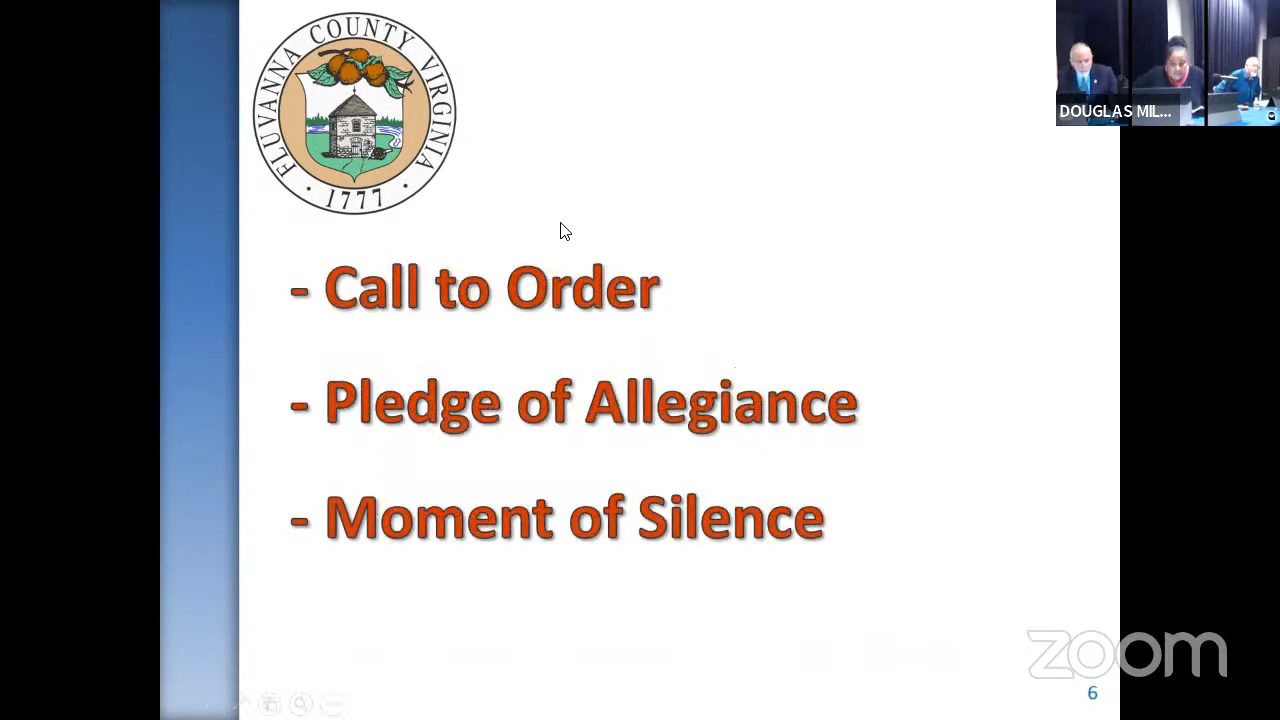 FLUVANNA COUNTY VIRGINIA
· 1777 ·
DOUGLAS MIL...
- Call to Order
- Pledge of Allegiance
- Moment of Silence
zoom
6